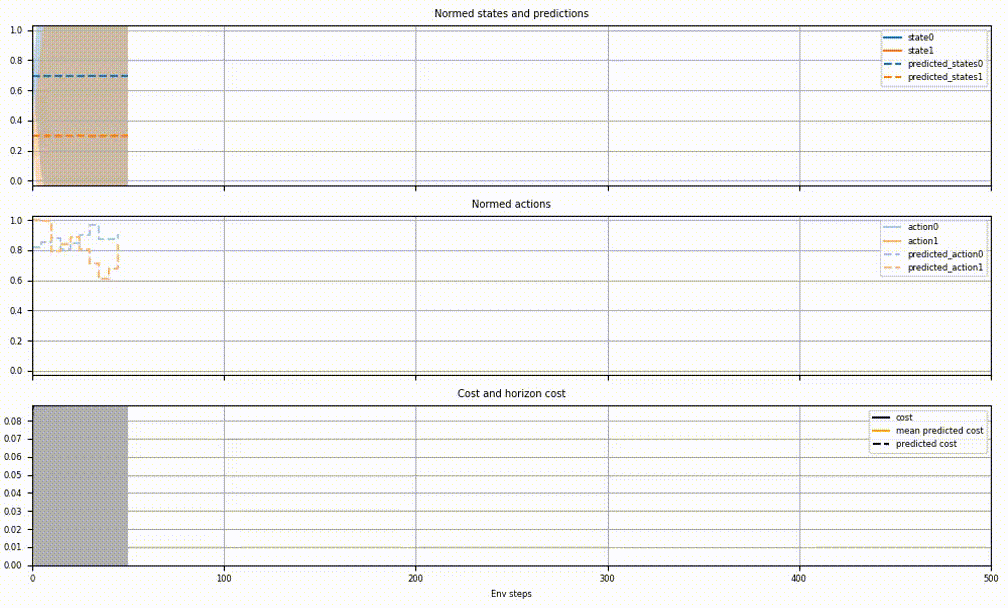 Normed states and predictions
1.0
0.8
0.6
0.4
0.2
0.0
state0
state1
predicted_states0
predicted_states1
Normed actions
1.0
0.8
0.6
0.4
0.2
0.0
action0
action1
predicted_action0
predicted_action1
Cost and horizon cost
0.08
0.07
0.06
0.05
0.04
0.03
0.02
0.01
0.00
cost
mean predicted cost
predicted cost
0 100 200 300 400 500
Env steps